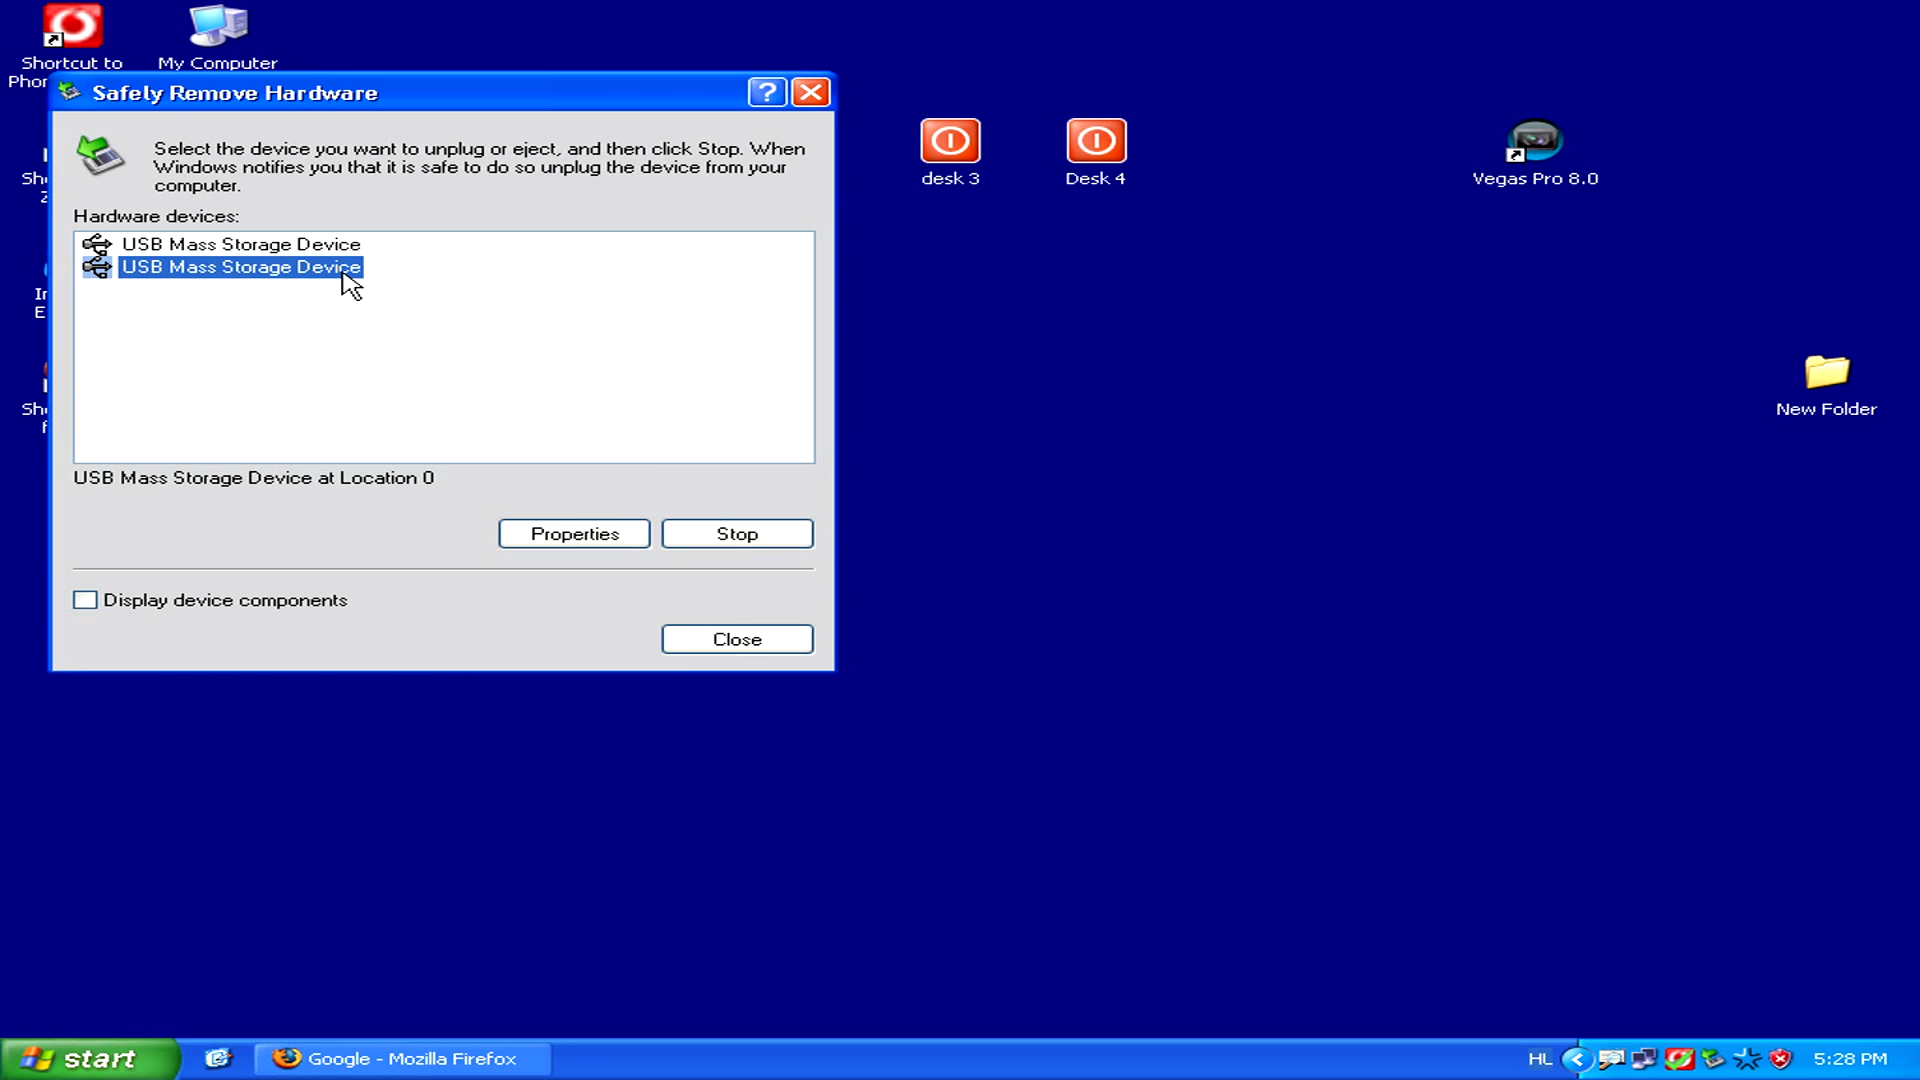 Shortcut to
Phon
My Computer
Safely Remove Hardware
?
Select the device you want to unplug or eject, and then click Stop. When
Windows notifies you that it is safe to do so unplug the device from your
computer.
Hardware devices:
USB Mass Storage Device
USB Mass Storage Device
USB Mass Storage Device at Location 0
Properties
Stop
Display device components
Close
desk 3
Desk 4
Vegas Pro 8.0
New Folder
start
Google - Mozilla Firefox
HL
5:28 PM